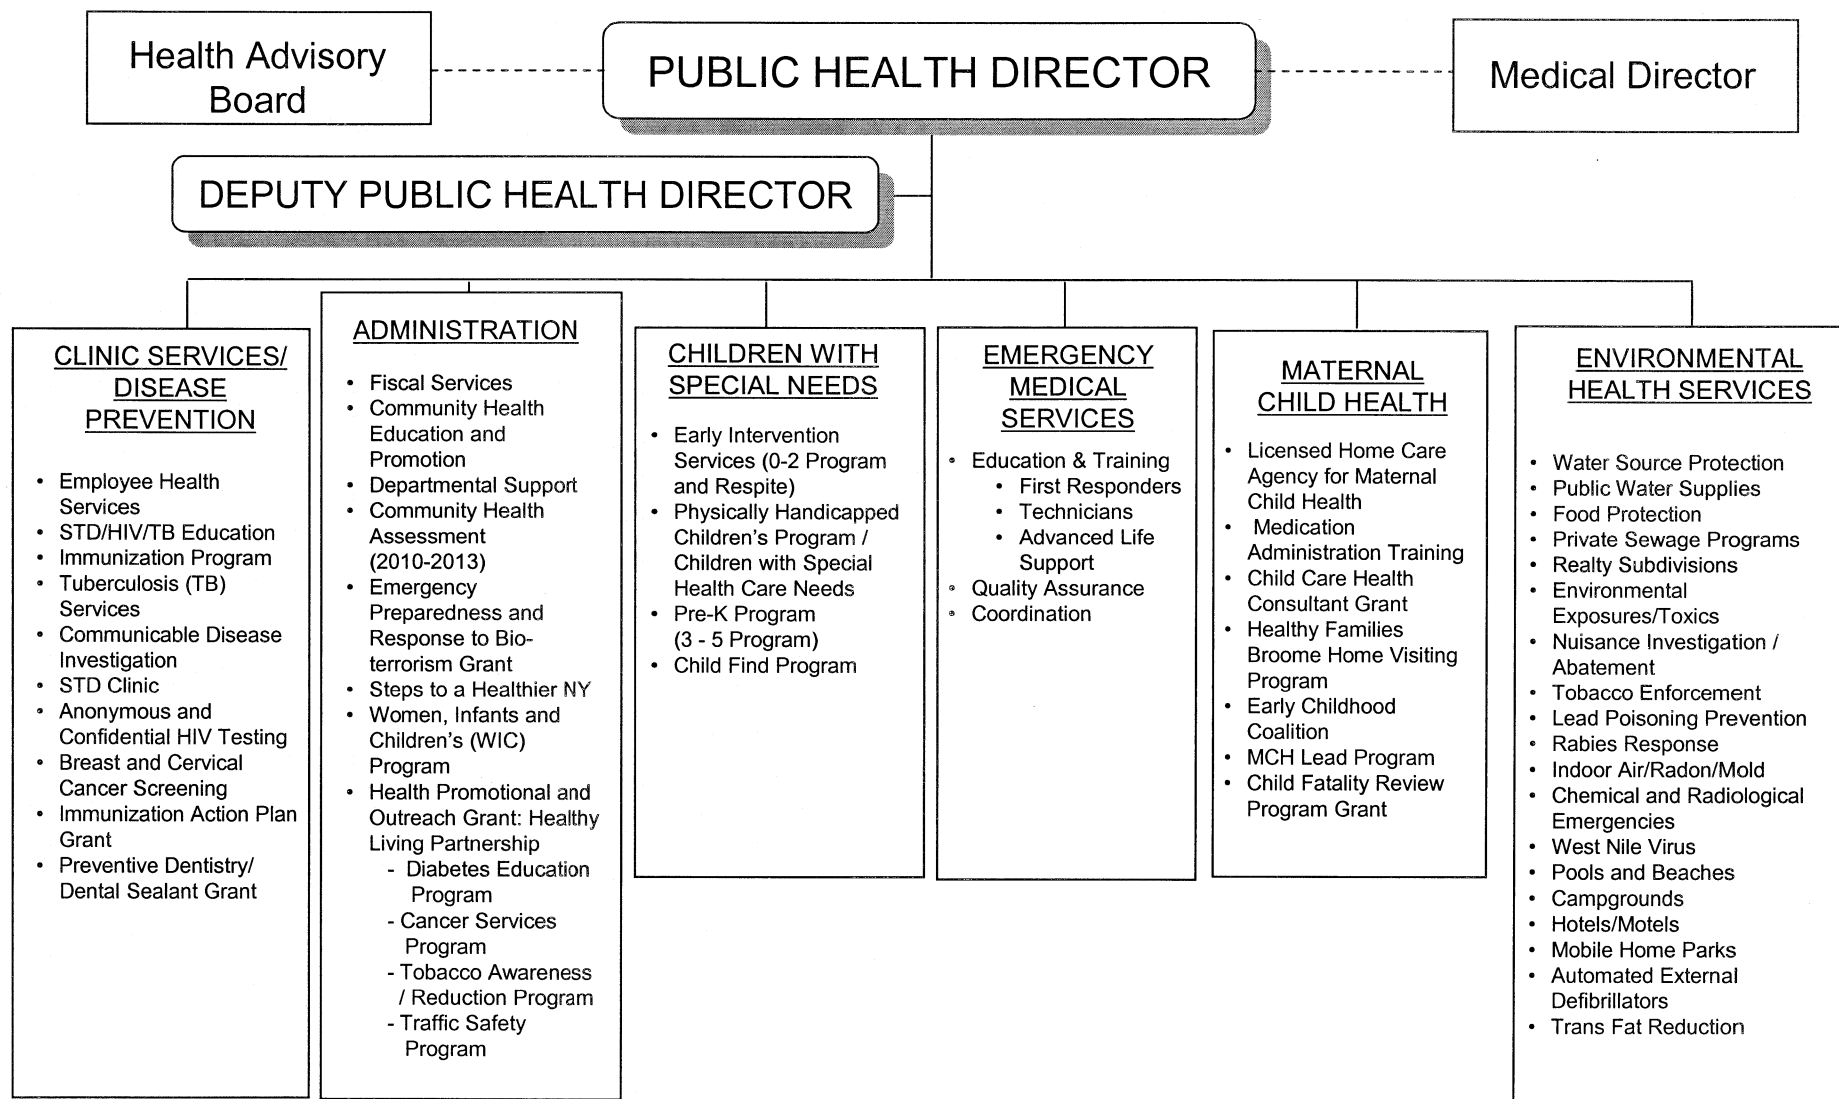 Health Advisory
Board
PUBLIC HEALTH DIRECTOR
Medical Director
DEPUTY PUBLIC HEALTH DIRECTOR
CLINIC SERVICES/
DISEASE
PREVENTION
• Employee Health
Services
• STD/HIV/TB Education
• Immunization Program
• Tuberculosis (TB)
Services
• Communicable Disease
Investigation
• STD Clinic
• Anonymous and
Confidential HIV Testing
• Breast and Cervical
Cancer Screening
• Immunization Action Plan
Grant
• Preventive Dentistry/
Dental Sealant Grant
ADMINISTRATION
• Fiscal Services
• Community Health
Education and
Promotion
• Departmental Support
• Community Health
Assessment
(2010-2013)
• Emergency
Preparedness and
Response to Bio-
terrorism Grant
• Steps to a Healthier NY
• Women, Infants and
Children's (WIC)
Program
• Health Promotional and
Outreach Grant: Healthy
Living Partnership
- Diabetes Education
Program
- Cancer Services
Program
- Tobacco Awareness
/ Reduction Program
- Traffic Safety
Program
CHILDREN WITH
SPECIAL NEEDS
• Early Intervention
Services (0-2 Program
and Respite)
• Physically Handicapped
Children's Program /
Children with Special
Health Care Needs
• Pre-K Program
(3 - 5 Program)
• Child Find Program
EMERGENCY
MEDICAL
SERVICES
• Education & Training
• First Responders
• Technicians
• Advanced Life
Support
• Quality Assurance
• Coordination
MATERNAL
CHILD HEALTH
• Licensed Home Care
Agency for Maternal
Child Health
• Medication
Administration Training
• Child Care Health
Consultant Grant
• Healthy Families
Broome Home Visiting
Program
• Early Childhood
Coalition
• MCH Lead Program
• Child Fatality Review
Program Grant
ENVIRONMENTAL
HEALTH SERVICES
• Water Source Protection
• Public Water Supplies
• Food Protection
• Private Sewage Programs
• Realty Subdivisions
• Environmental
Exposures/Toxics
• Nuisance Investigation /
Abatement
• Tobacco Enforcement
• Lead Poisoning Prevention
• Rabies Response
• Indoor Air/Radon/Mold
• Chemical and Radiological
Emergencies
• West Nile Virus
• Pools and Beaches
• Campgrounds
• Hotels/Motels
• Mobile Home Parks
• Automated External
Defibrillators
• Trans Fat Reduction